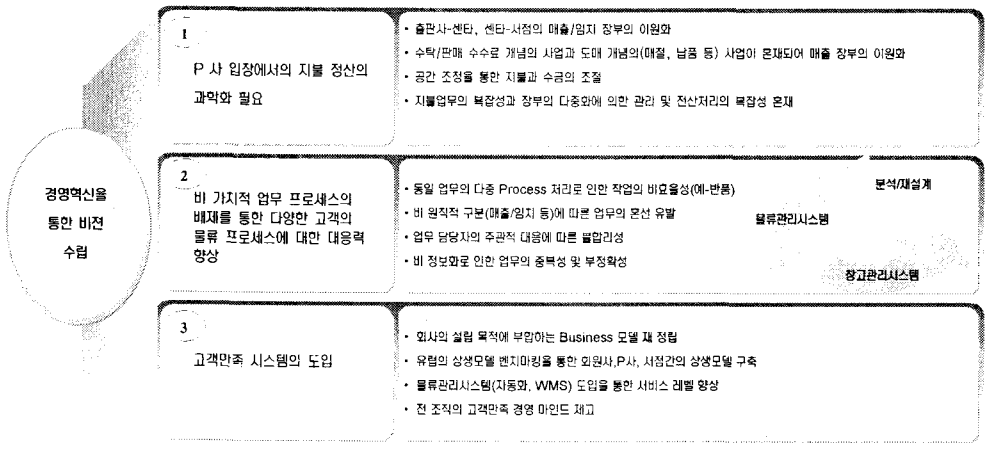 경영혁신을
통한 비젼
수립
1
P 사 입장에서의 지불 정산의
과학화 필요
• 출판사-센타, 센타-서점의 매출/임치 장부의 이원화
• 수탁/판매 수수료 개념의 사업과 도매 개념의(매절, 납품 등) 사업이 혼재되어 매출 장부의 이원화
• 공간 조정을 통한 지불과 수금의 조절
• 지불업무의 복잡성과 장부의 다중화에 의한 관리 및 전산처리의 복잡성 혼재
2
비 가치적 업무 프로세스의
배재를 통한 다양한 고객의
물류 프로세스에 대한 대응력
향상
• 동일 업무의 다중 Process 처리로 인한 작업의 비효율성(예-반품)
• 비 원칙적 구분(매출/임치 등)에 따른 업무의 혼선 유발
• 업무 담당자의 주관적 대응에 따른 불합리성
• 비 정보화로 인한 업무의 중복성 및 부정확성
분석/재설계
물류관리시스템
창고관리시스템
3
고객만족 시스템의 도입
• 회사의 설립 목적에 부합하는 Business 모델 재 정립
• 유럽의 상생모델 벤치마킹을 통한 회원사,P사, 서점간의 상생모델 구축
• 물류관리시스템(자동화, WMS) 도입을 통한 서비스 레벨 향상
• 전 조직의 고객만족 경영 마인드 제고